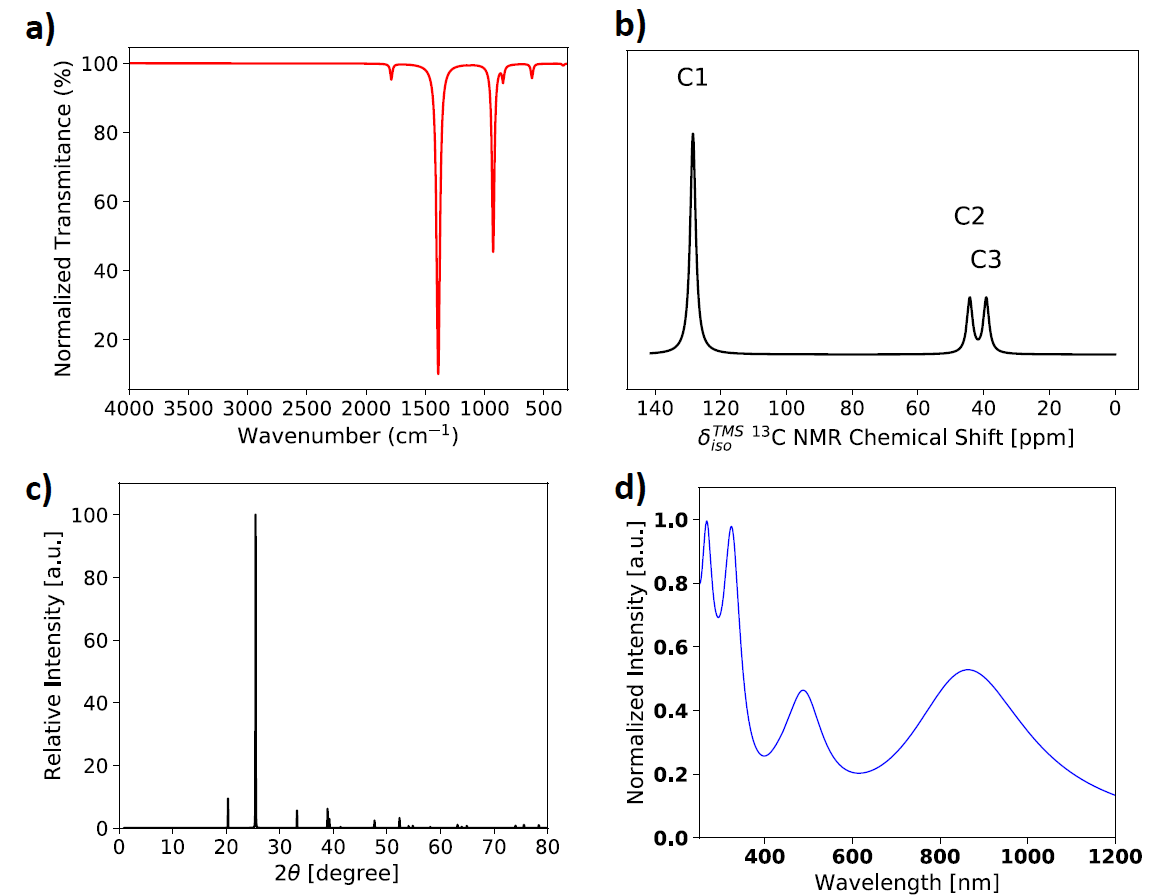 a)
Normalized Transmitance (%)
100
80
60
40
20
4000 3500 3000 2500 2000 1500 1000 500
Wavenumber (cm⁻¹)
b)
C1
C2
C3
140 120 100 80 60 40 20 0
δ_{iso}^{TMS} ¹³C NMR Chemical Shift [ppm]
c)
Relative Intensity [a.u.]
100
80
60
40
20
0
0 10 20 30 40 50 60 70 80
2θ [degree]
d)
Normalized Intensity [a.u.]
1.0
0.8
0.6
0.4
0.2
0.0
400 600 800 1000 1200
Wavelength [nm]